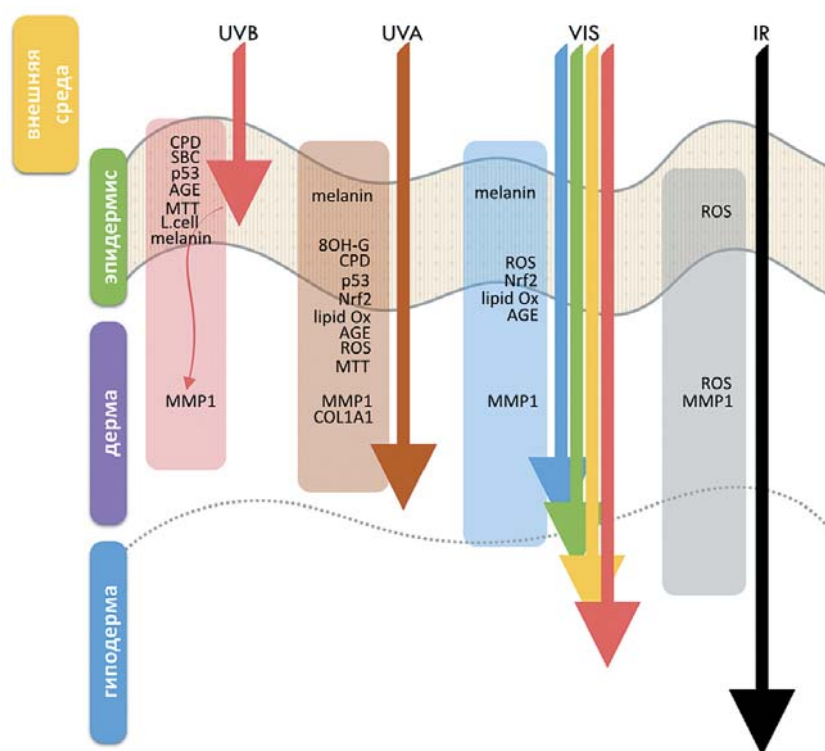 UVB
UVA
VIS
IR
внешняя
среда
эпидермис
дерма
гиподерма
CPD
SBC
p53
AGE
MTT
L.cell
melanin
MMP1
melanin
8OH-G
CPD
p53
Nrf2
lipid Ox
AGE
ROS
MTT
MMP1
COL1A1
melanin
ROS
Nrf2
lipid Ox
AGE
MMP1
ROS
ROS
MMP1